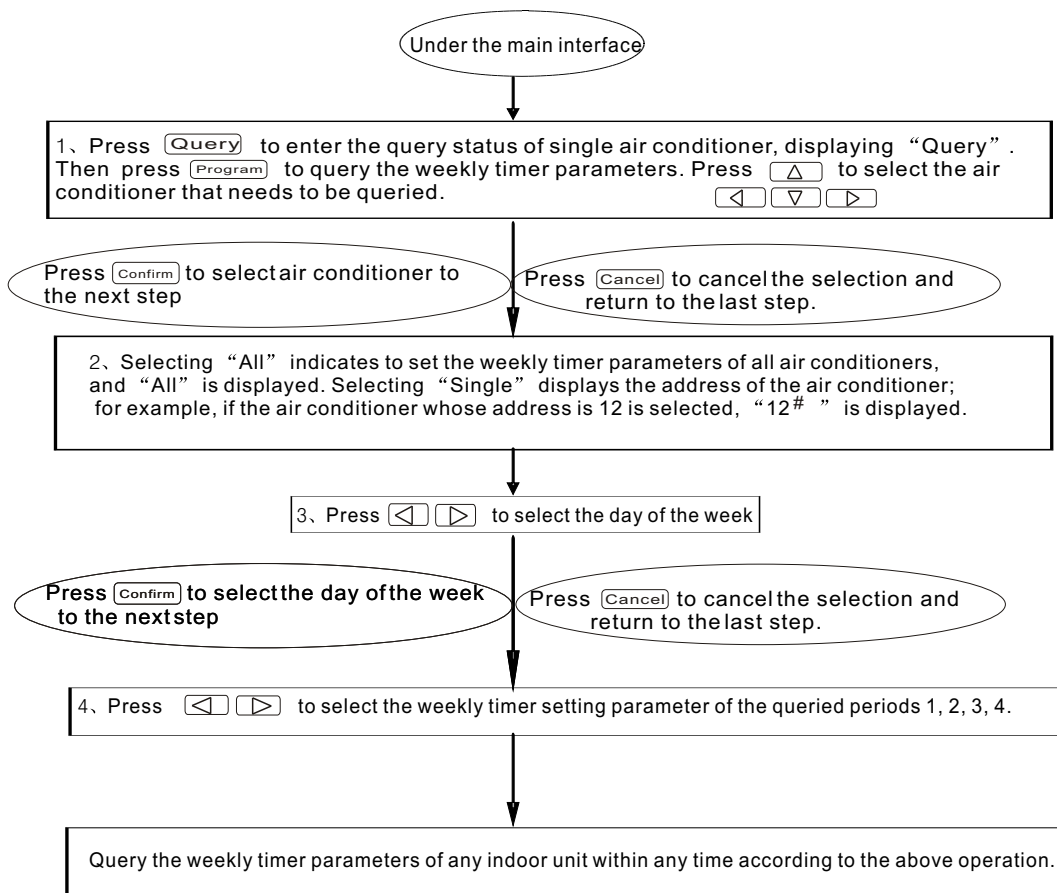 Under the main interface
1、Press Query to enter the query status of single air conditioner, displaying “Query”.
Then press Program to query the weekly timer parameters. Press to select the air
conditioner that needs to be queried.
Press Confirm to select air conditioner to
the next step
Press Cancel to cancel the selection and
return to the last step.
2、Selecting “All” indicates to set the weekly timer parameters of all air conditioners,
and “All” is displayed. Selecting “Single” displays the address of the air conditioner;
for example, if the air conditioner whose address is 12 is selected, “12# ” is displayed.
3、Press to select the day of the week
Press Confirm to select the day of the week
to the next step
Press Cancel to cancel the selection and
return to the last step.
4、Press to select the weekly timer setting parameter of the queried periods 1, 2, 3, 4.
Query the weekly timer parameters of any indoor unit within any time according to the above operation.